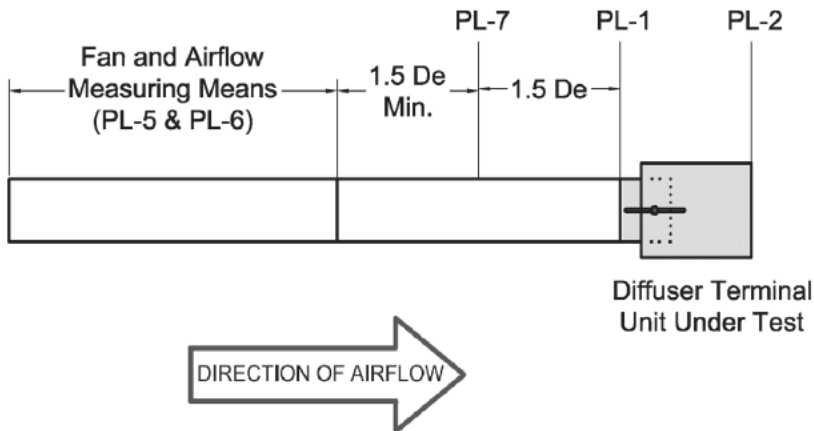 PL-7 PL-1 PL-2
Fan and Airflow
Measuring Means
(PL-5 & PL-6)
1.5 De
Min.
1.5 De
Diffuser Terminal
Unit Under Test
DIRECTION OF AIRFLOW